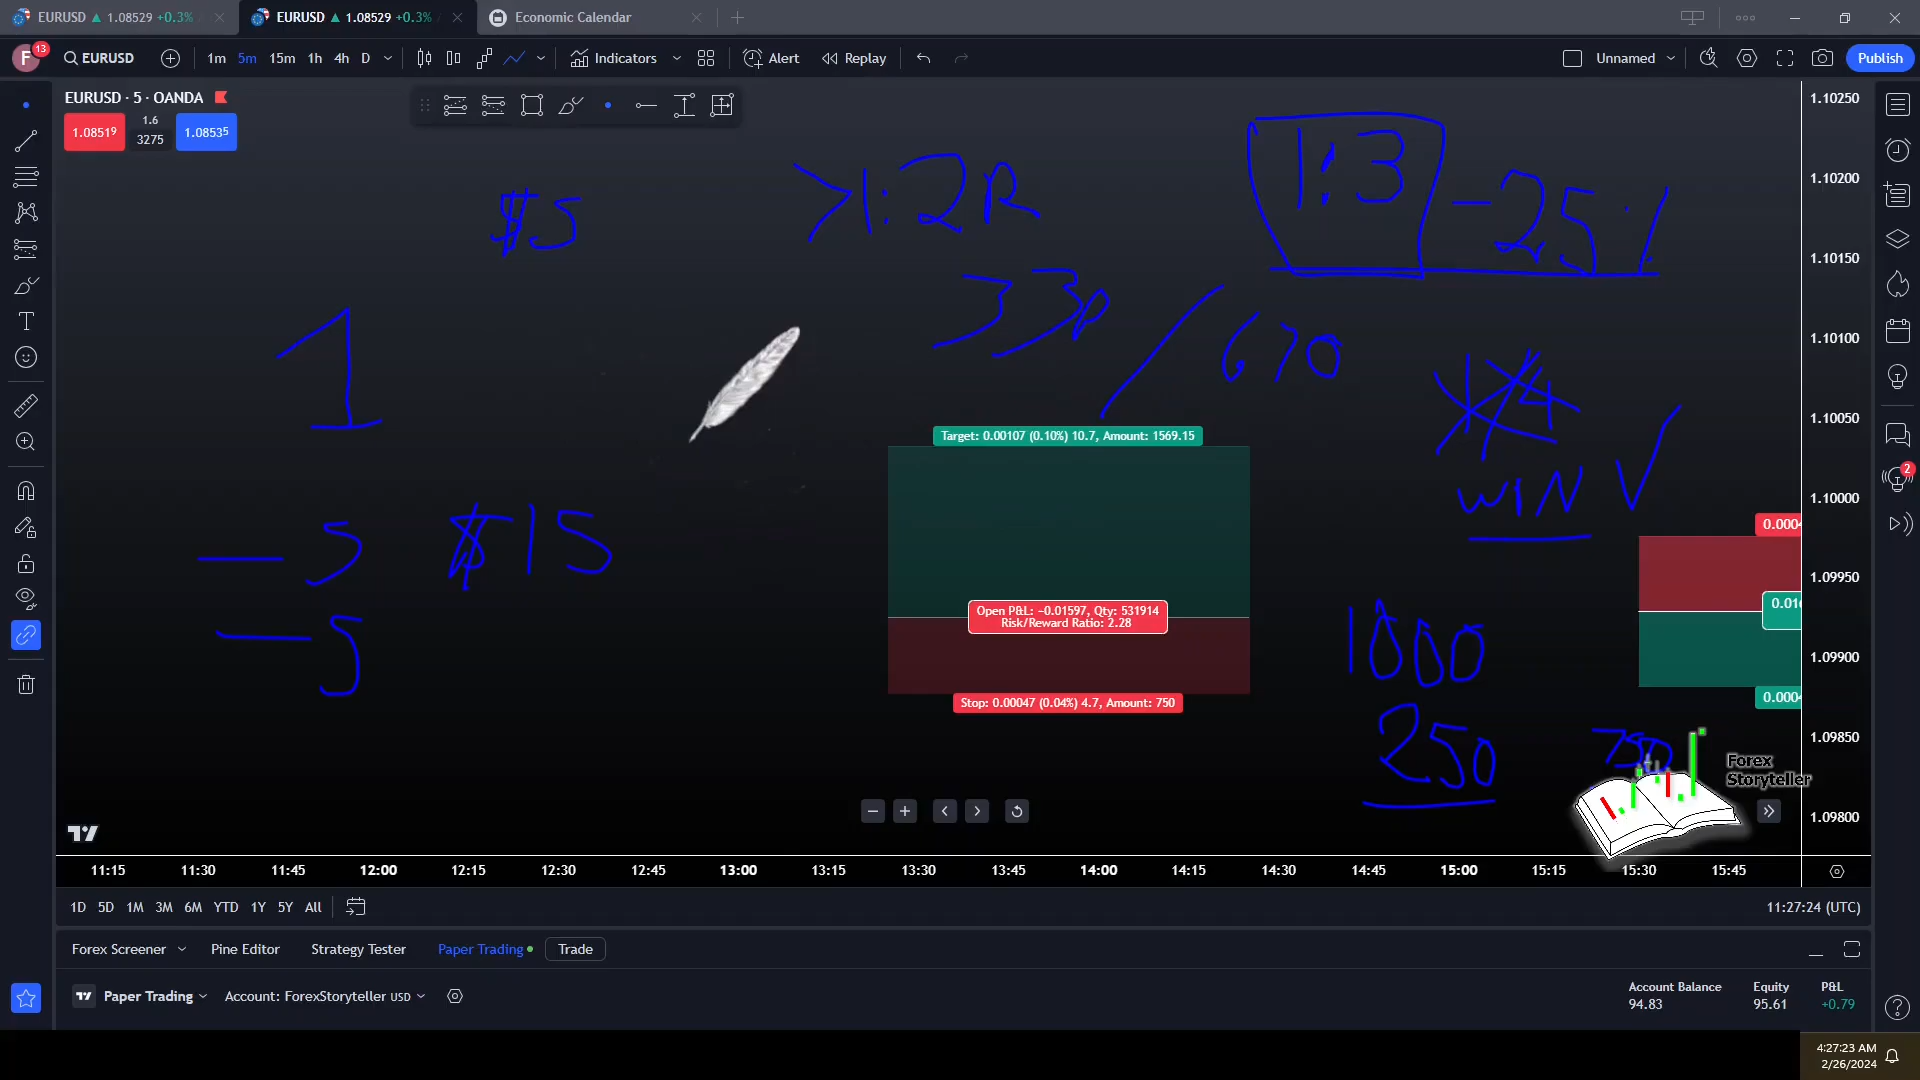 EURUSD ▲ 1.08529 +0.3% /
EURUSD ▲ 1.08529 +0.3% /
Economic Calendar
F 13
EURUSD
1m 5m 15m 1h 4h D
Indicators
Alert
Replay
Unnamed
Publish
EURUSD · 5 · OANDA
1.08519
1.6
3275
1.08535
1.10250
1.10200
1.10150
1.10100
1.10050
1.10000
1.09950
1.09900
1.09850
1.09800
$5
>1:2R
1:3
-25%
330/670
1
1:4
WIN
-5 $15
-5
Target: 0.00107 (0.10%) 10.7, Amount: 1569.15
Open P&L: −0.01597, Qty: 531914
Risk/Reward Ratio: 2.28
Stop: 0.00047 (0.04%) 4.7, Amount: 750
1000
250
750
2
Forex
Storyteller
11:15 11:30 11:45 12:00 12:15 12:30 12:45 13:00 13:15 13:30 13:45 14:00 14:15 14:30 14:45 15:00 15:15 15:30 15:45
1D 5D 1M 3M 6M YTD 1Y 5Y All
11:27:24 (UTC)
Forex Screener
Pine Editor
Strategy Tester
Paper Trading
Trade
Paper Trading
Account: ForexStoryteller USD
Account Balance Equity P&L
94.83 95.61 +0.79
4:27:23 AM
2/26/2024